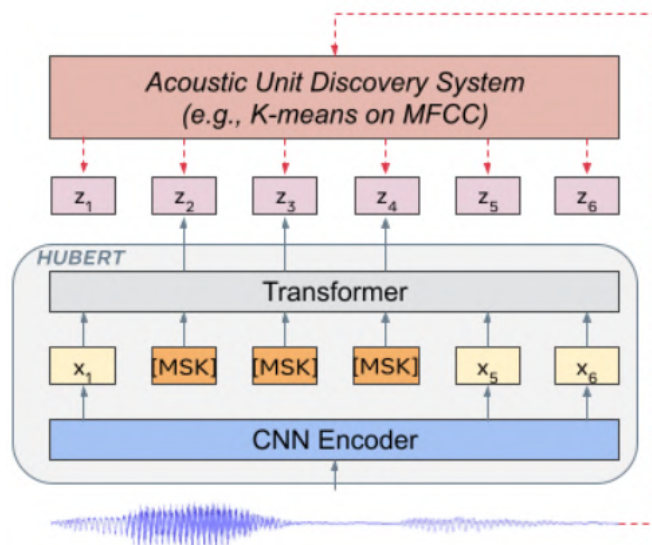 Acoustic Unit Discovery System
(e.g., K-means on MFCC)
z₁ z₂ z₃ z₄ z₅ z₆
HUBERT
Transformer
x₁ [MSK] [MSK] [MSK] x₅ x₆
CNN Encoder